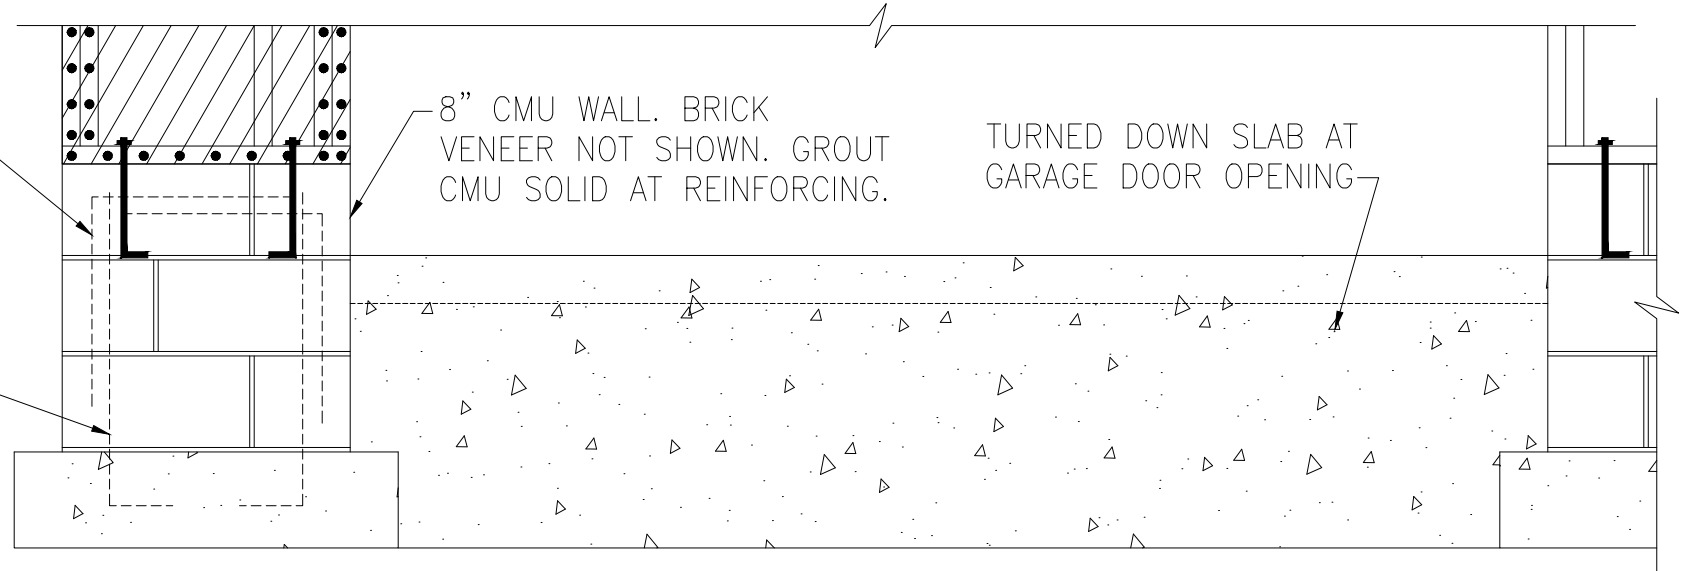 8” CMU WALL. BRICK
VENEER NOT SHOWN. GROUT
CMU SOLID AT REINFORCING.
TURNED DOWN SLAB AT
GARAGE DOOR OPENING